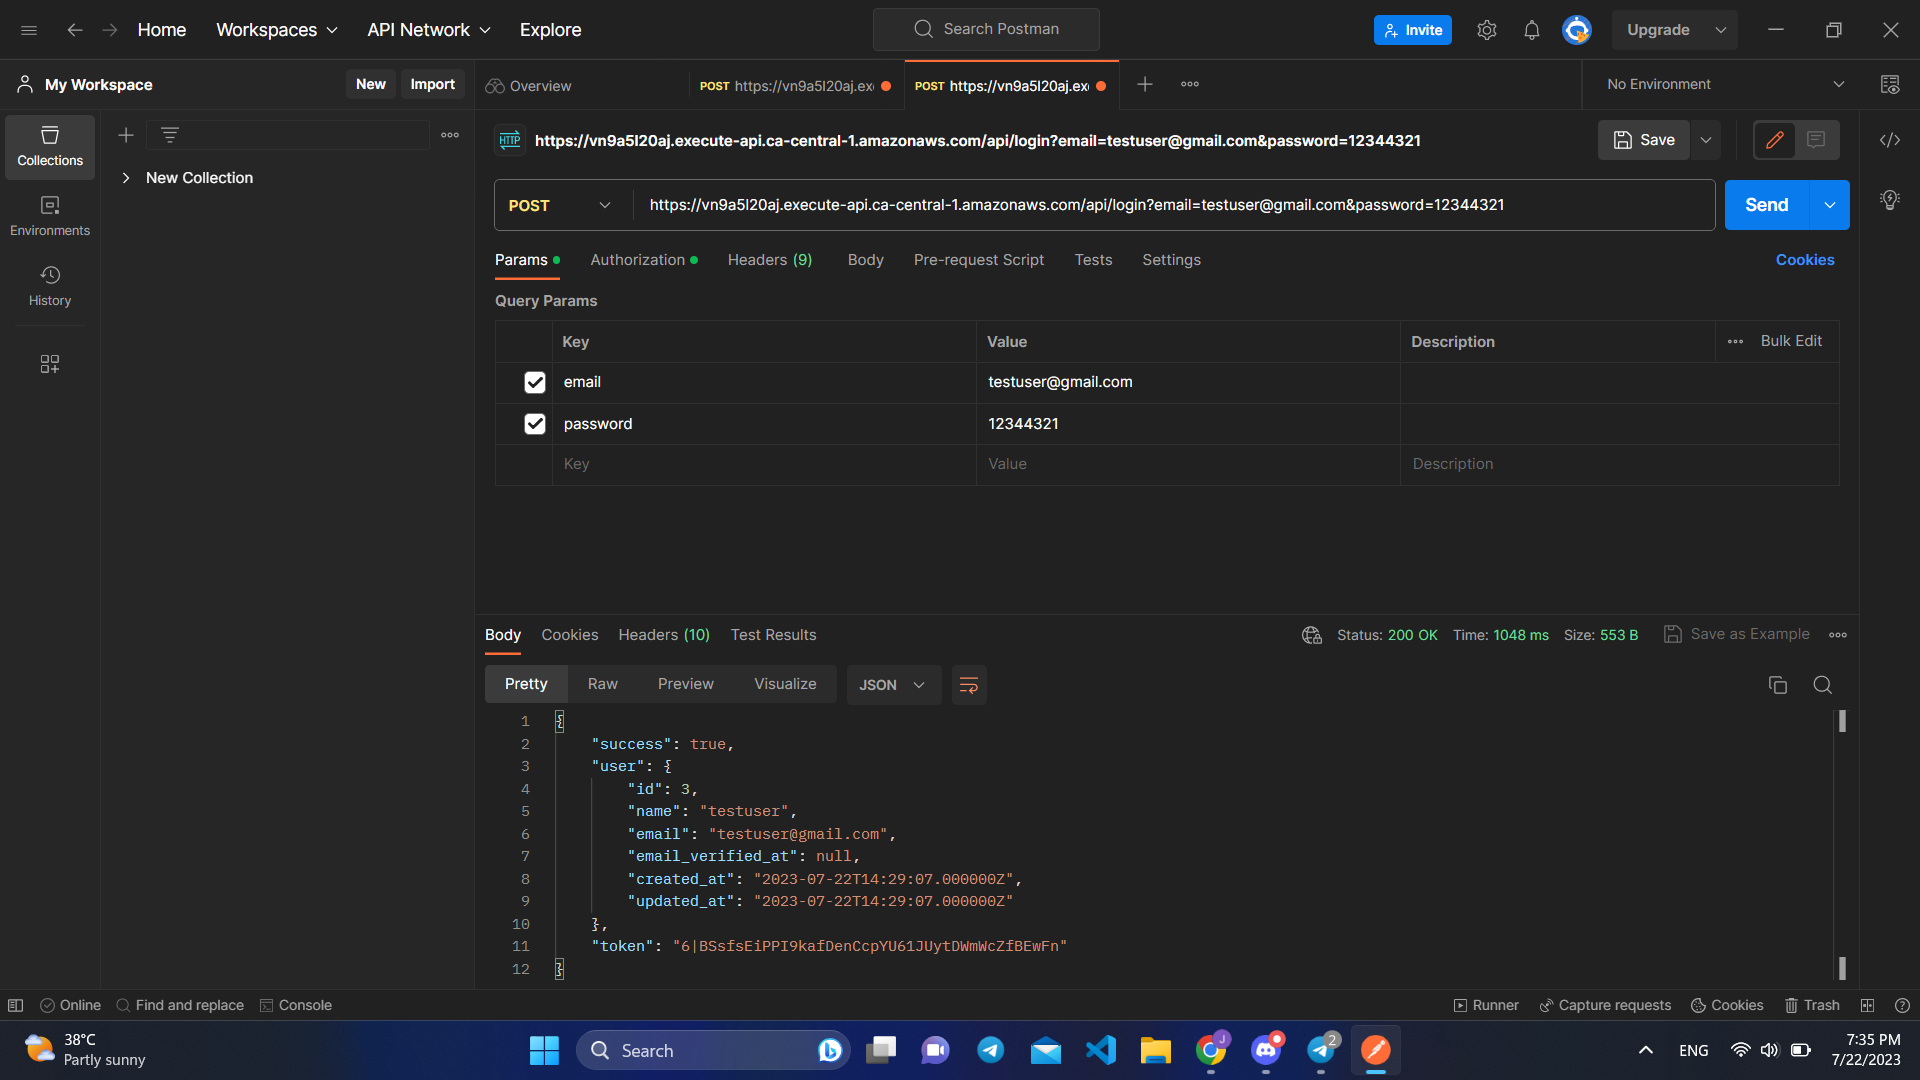 Home
Workspaces
API Network
Explore
Search Postman
Invite
Upgrade
My Workspace
New
Import
Overview
POST https://vn9a5l20aj.ex
POST https://vn9a5l20aj.exe
No Environment
Collections
Environments
History
New Collection
HTTP
https://vn9a5l20aj.execute-api.ca-central-1.amazonaws.com/api/login?email=testuser@gmail.com&password=12344321
Save
POST
https://vn9a5l20aj.execute-api.ca-central-1.amazonaws.com/api/login?email=testuser@gmail.com&password=12344321
Send
Params
Authorization
Headers (9)
Body
Pre-request Script
Tests
Settings
Cookies
Query Params
Key Value Description Bulk Edit
email testuser@gmail.com
password 12344321
Key Value Description
Body
Cookies
Headers (10)
Test Results
Status: 200 OK
Time: 1048 ms
Size: 553 B
Save as Example
Pretty
Raw
Preview
Visualize
JSON
1 {
2 "success": true,
3 "user": {
4 "id": 3,
5 "name": "testuser",
6 "email": "testuser@gmail.com",
7 "email_verified_at": null,
8 "created_at": "2023-07-22T14:29:07.000000Z",
9 "updated_at": "2023-07-22T14:29:07.000000Z"
10 },
11 "token": "6|BSsfsEiPPI9kafDenCcpYU61JUytDWmWcZfBEwFn"
12 }
Online
Find and replace
Console
Runner
Capture requests
Cookies
Trash
38°C
Partly sunny
Search
J
2
ENG
7:35 PM
7/22/2023